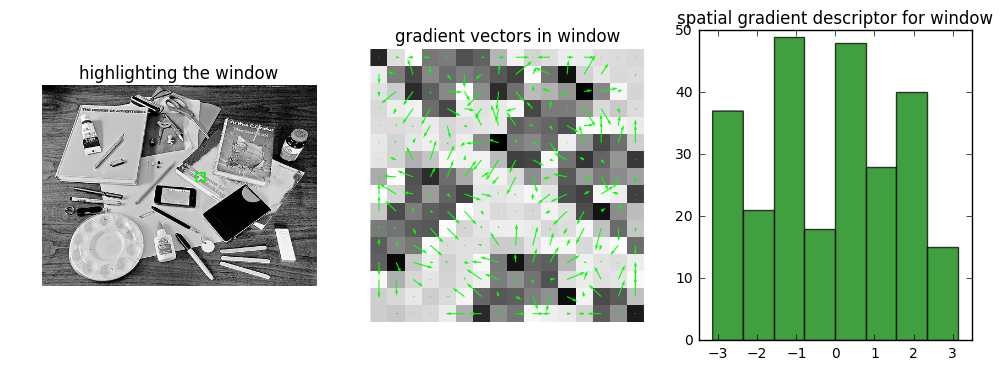 highlighting the window
gradient vectors in window
spatial gradient descriptor for window
50
40
30
20
10
0
−3 −2 −1 0 1 2 3